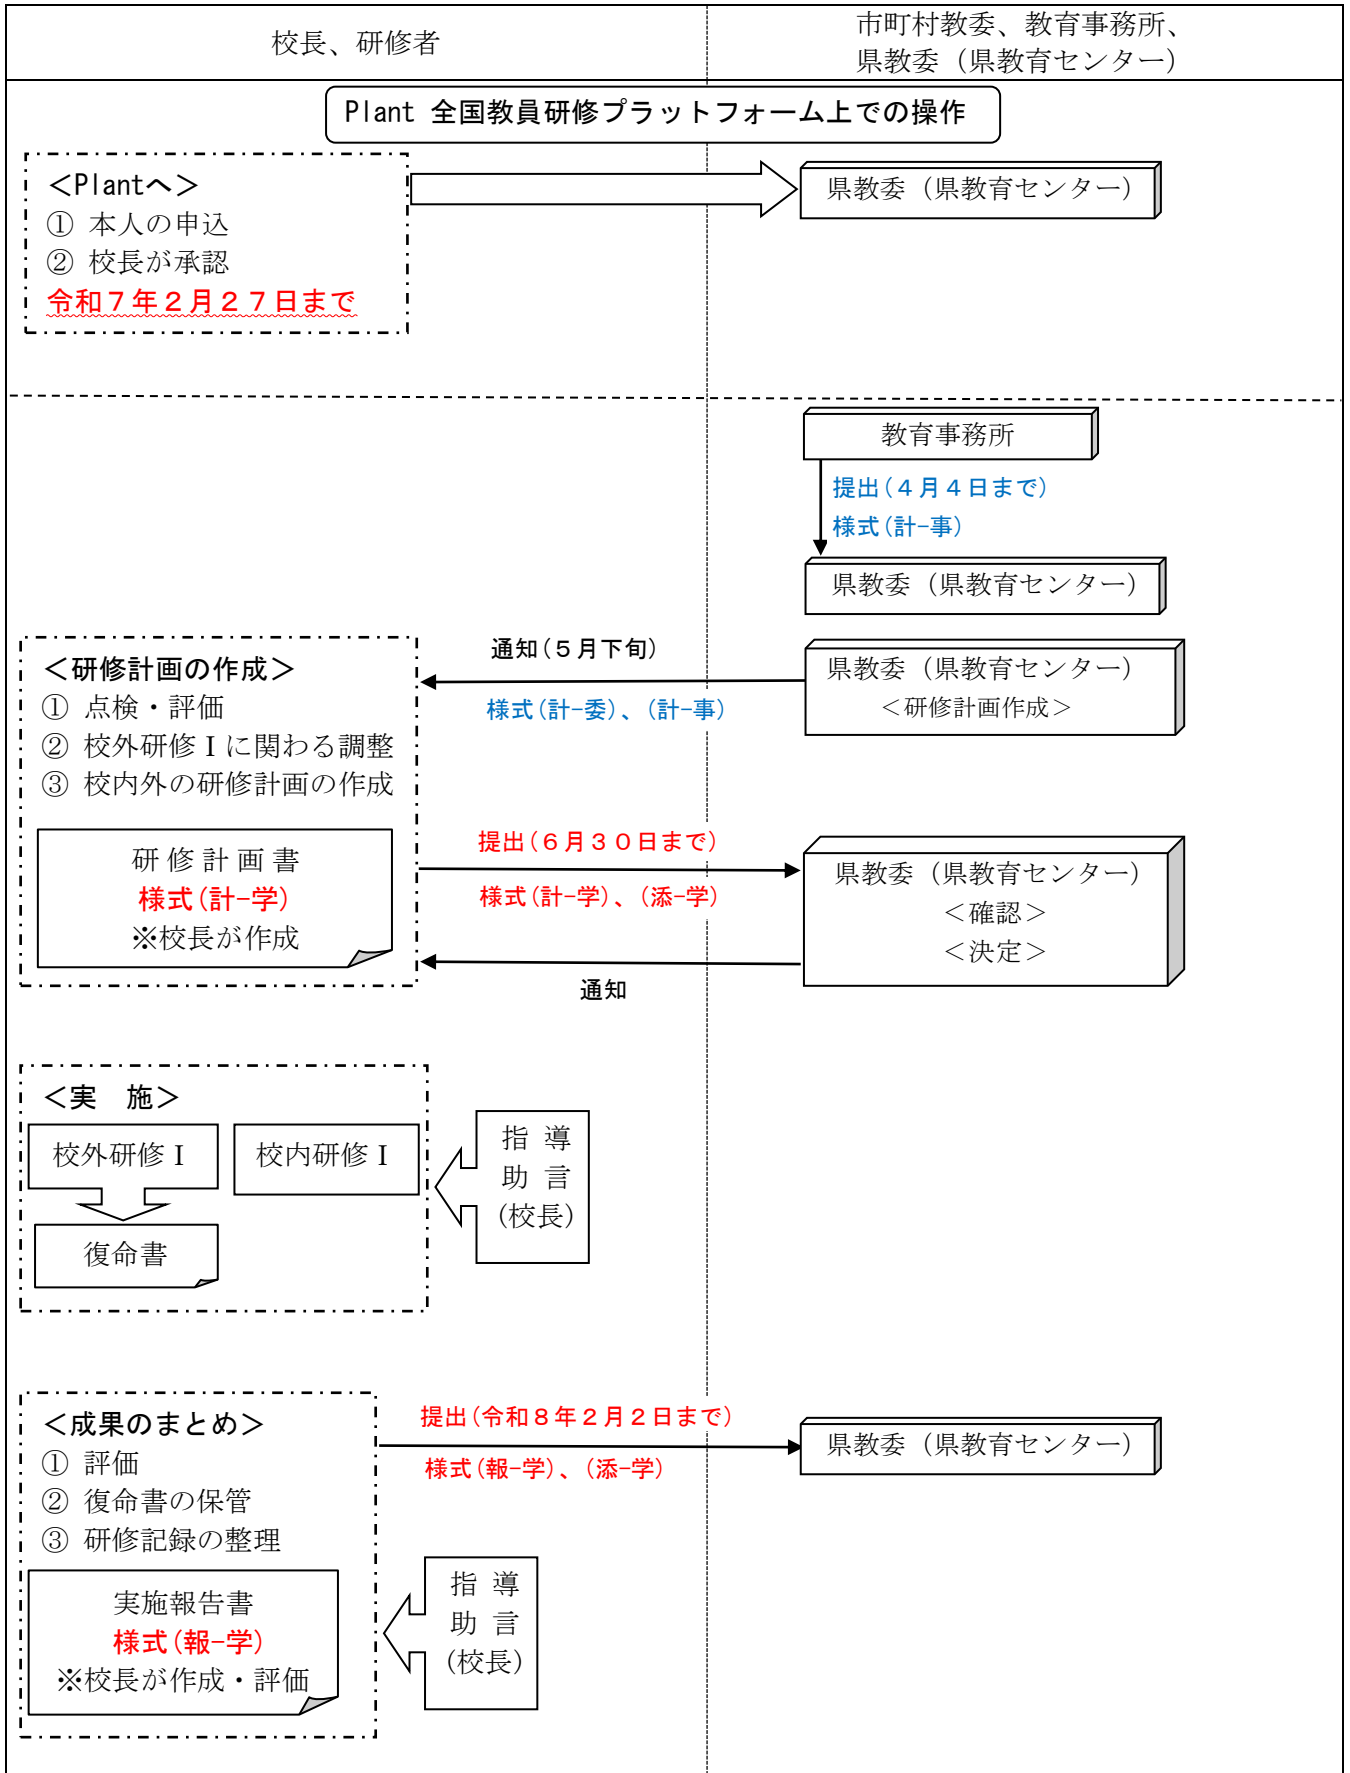 校長、研修者
市町村教委、教育事務所、
県教委（県教育センター）
Plant 全国教員研修プラットフォーム上での操作
＜Plantへ＞
① 本人の申込
② 校長が承認
令和７年２月２７日まで
県教委（県教育センター）
教育事務所
提出(４月４日まで)
様式(計-事)
県教委（県教育センター）
＜研修計画の作成＞
① 点検・評価
② 校外研修Ⅰに関わる調整
③ 校内外の研修計画の作成
通知(５月下旬)
様式(計-委)、(計-事)
県教委（県教育センター）
＜研修計画作成＞
研修計画書
様式(計-学)
※校長が作成
提出(６月３０日まで)
様式(計-学)、(添-学)
県教委（県教育センター）
＜確認＞
＜決定＞
通知
＜実　施＞
校外研修Ⅰ
校内研修Ⅰ
復命書
指 導
助 言
(校長)
＜成果のまとめ＞
① 評価
② 復命書の保管
③ 研修記録の整理
提出(令和８年２月２日まで)
様式(報-学)、(添-学)
県教委（県教育センター）
実施報告書
様式(報-学)
※校長が作成・評価
指 導
助 言
(校長)